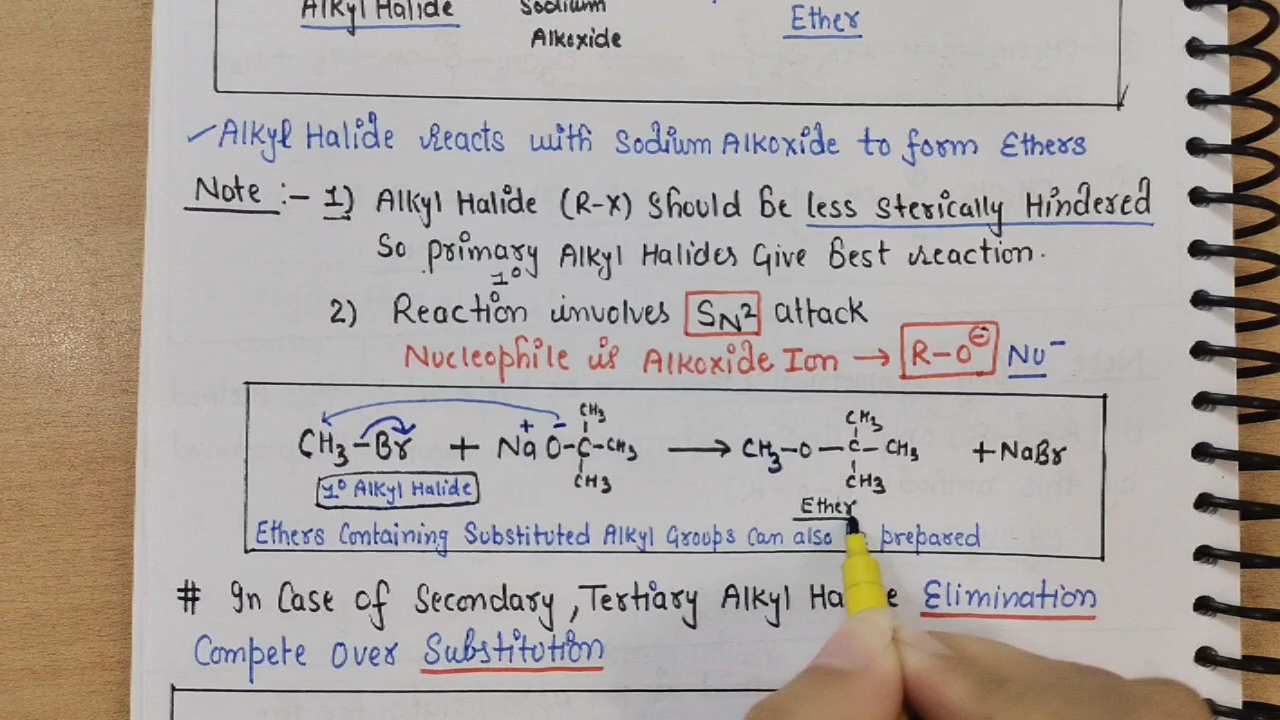 Alkyl Halide Sodium Alkoxide Ether
✓Alkyl Halide reacts with Sodium Alkoxide to form Ethers
Note :- 1) Alkyl Halide (R-X) Should be less sterically Hindered
So primary Alkyl Halides Give Best reaction.
1°
2) Reaction involves SN2 attack
Nucleophile is Alkoxide Ion → R-O⊖ Nu⁻
CH3 CH3
CH3-Br + Na⁺ O⁻-C-CH3 → CH3-O-C-CH3 + NaBr
CH3 CH3
1° Alkyl Halide
Ether
Ethers Containing Substituted Alkyl Groups Can also prepared
# In Case of Secondary, Tertiary Alkyl Elimination
Compete over Substitution